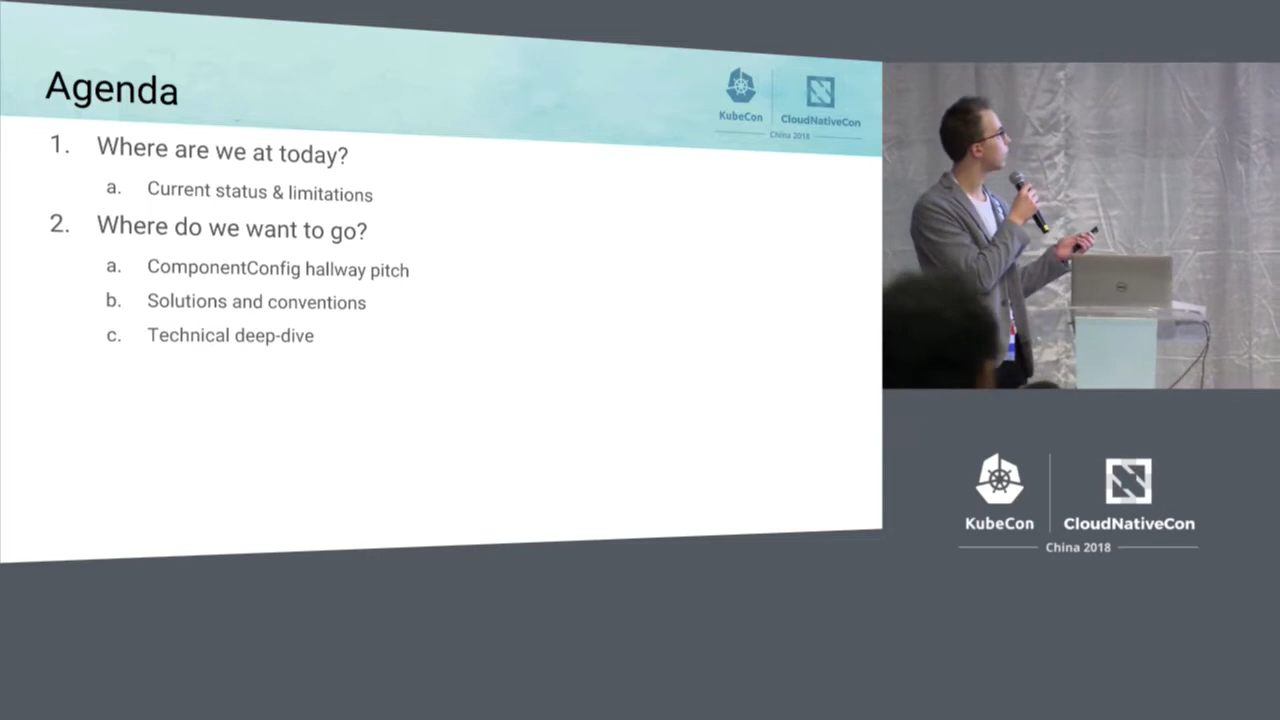 Agenda
KubeCon
CloudNativeCon
China 2018
1. Where are we at today?
a. Current status & limitations
2. Where do we want to go?
a. ComponentConfig hallway pitch
b. Solutions and conventions
c. Technical deep-dive
KubeCon
CloudNativeCon
China 2018